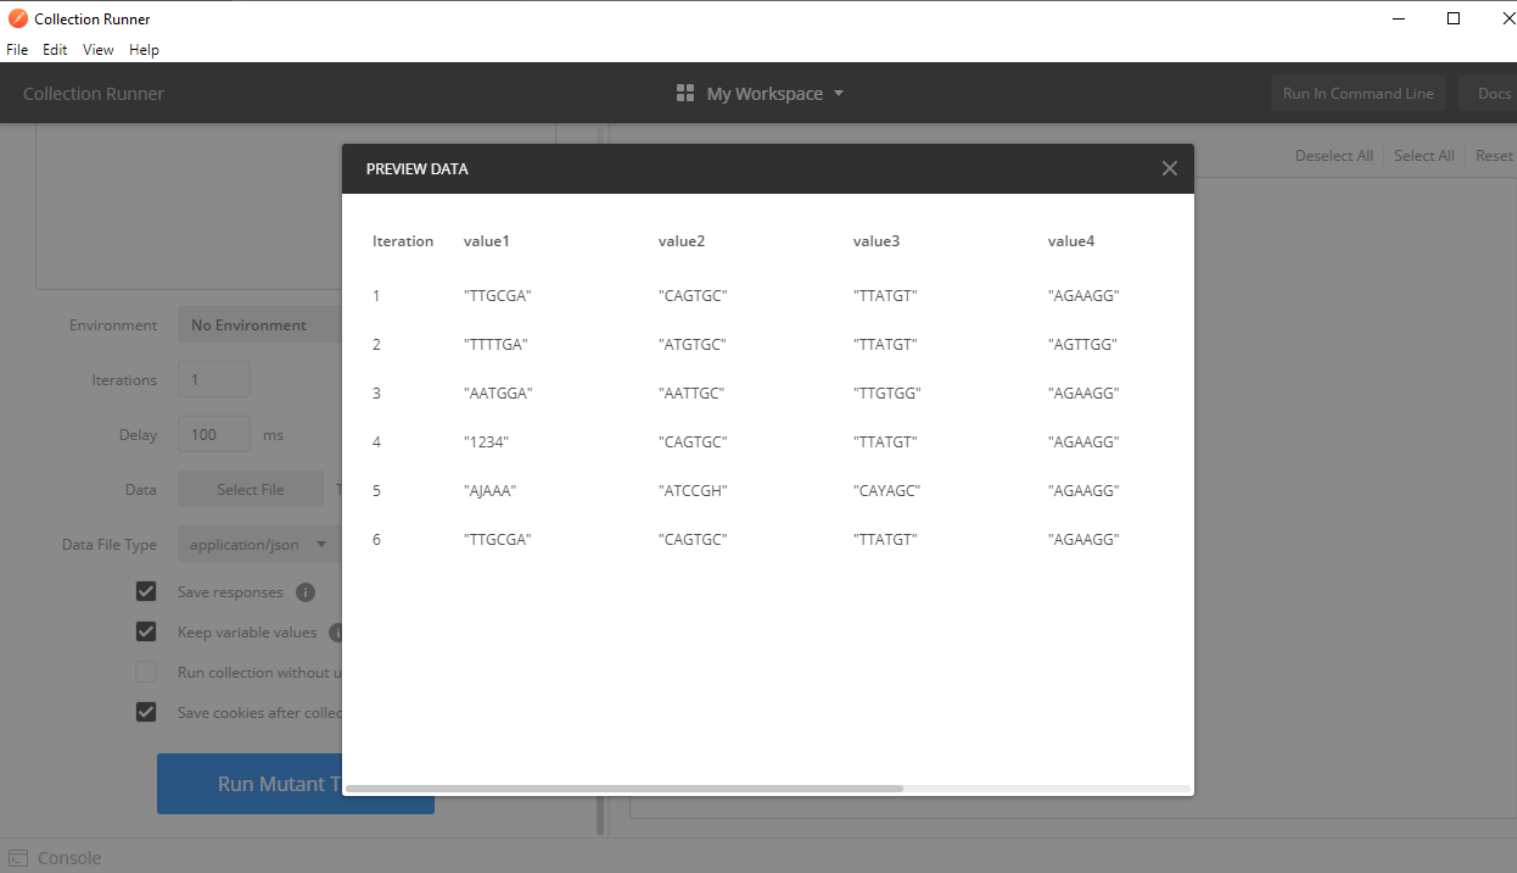 Collection Runner
File Edit View Help
Collection Runner
My Workspace
Run In Command Line
Docs
Deselect All
Select All
Reset
PREVIEW DATA
Iteration value1 value2 value3 value4
1 "TTGCGA" "CAGTGC" "TTATGT" "AGAAGG"
2 "TTTTGA" "ATGTGC" "TTATGT" "AGTTGG"
3 "AATGGA" "AATTGC" "TTGTGG" "AGAAGG"
4 "1234" "CAGTGC" "TTATGT" "AGAAGG"
5 "AJAAA" "ATCCGH" "CAYAGC" "AGAAGG"
6 "TTGCGA" "CAGTGC" "TTATGT" "AGAAGG"
Environment No Environment
Iterations 1
Delay 100 ms
Data Select File
Data File Type application/json
Save responses
Keep variable values
Run collection without
Save cookies after
Run Mutant
Console